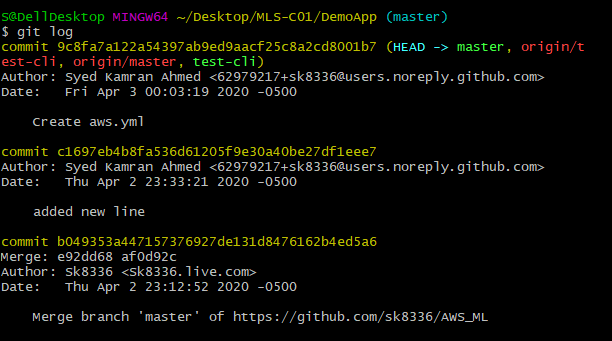 S@DellDesktop MINGW64 ~/Desktop/MLS-C01/DemoApp (master)
$ git log
commit 9c8fa7a122a54397ab9ed9aacf25c8a2cd8001b7 (HEAD -> master, origin/t
est-cli, origin/master, test-cli)
Author: Syed Kamran Ahmed <62979217+sk8336@users.noreply.github.com>
Date:   Fri Apr 3 00:03:19 2020 -0500
    Create aws.yml
commit c1697eb4b8fa536d61205f9e30a40be27df1eee7
Author: Syed Kamran Ahmed <62979217+sk8336@users.noreply.github.com>
Date:   Thu Apr 2 23:33:21 2020 -0500
    added new line
commit b049353a447157376927de131d8476162b4ed5a6
Merge: e92dd68 af0d92c
Author: Sk8336 <Sk8336.live.com>
Date:   Thu Apr 2 23:12:52 2020 -0500
    Merge branch 'master' of https://github.com/sk8336/AWS_ML